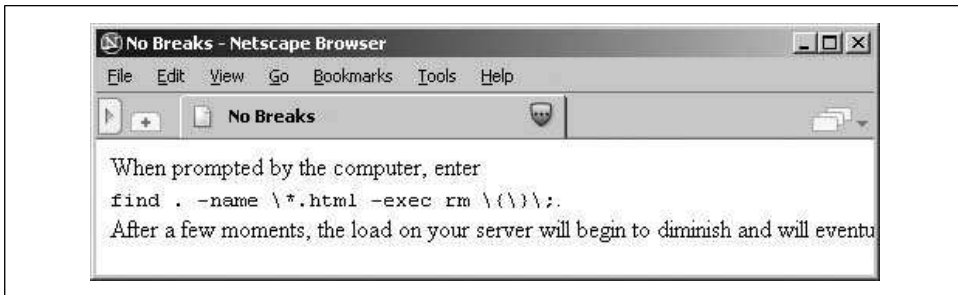 No Breaks - Netscape Browser
File Edit View Go Bookmarks Tools Help
No Breaks
When prompted by the computer, enter
find . -name \*.html -exec rm \{\}\;.
After a few moments, the load on your server will begin to diminish and will eventu